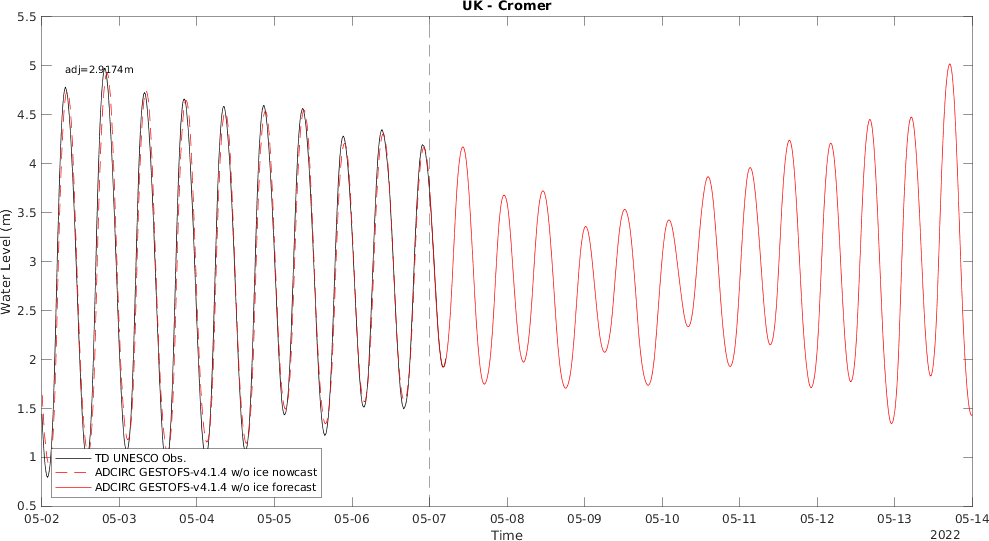 UK - Cromer
adj=2.9174m
5.5
5
4.5
4
3.5
3
2.5
2
1.5
1
0.5
Water Level (m)
TD UNESCO Obs.
ADCIRC GESTOFS-v4.1.4 w/o ice nowcast
ADCIRC GESTOFS-v4.1.4 w/o ice forecast
05-02 05-03 05-04 05-05 05-06 05-07 05-08 05-09 05-10 05-11 05-12 05-13 05-14
Time
2022